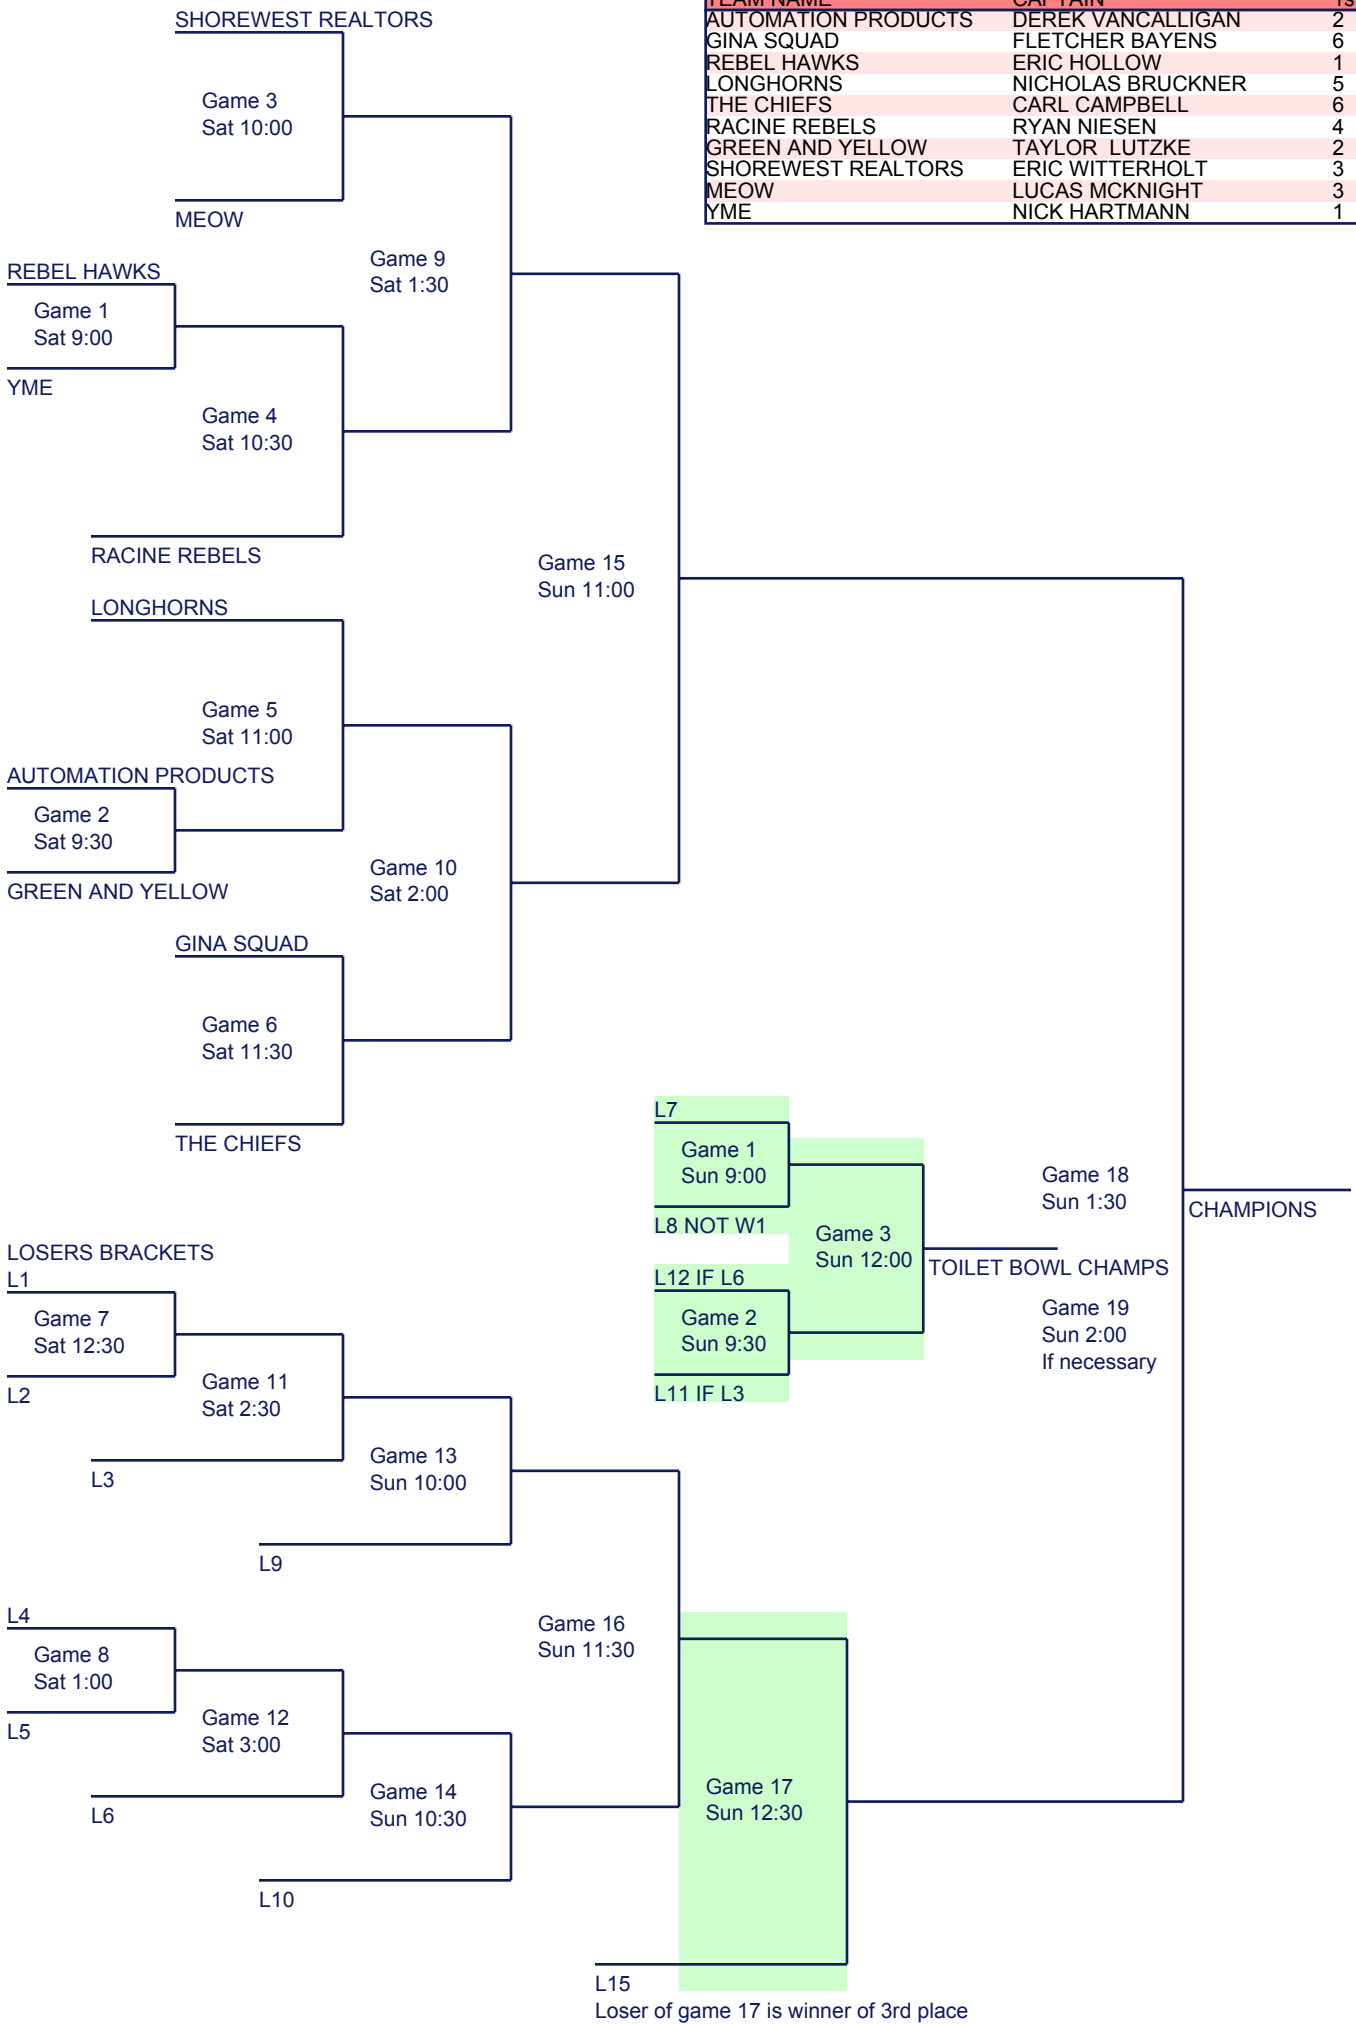 SHOREWEST REALTORS
Game 3
Sat 10:00
MEOW
TEAM NAME CAPTAIN
AUTOMATION PRODUCTS DEREK VANCALLIGAN 2
GINA SQUAD FLETCHER BAYENS 6
REBEL HAWKS ERIC HOLLOW 1
LONGHORNS NICHOLAS BRUCKNER 5
THE CHIEFS CARL CAMPBELL 6
RACINE REBELS RYAN NIESEN 4
GREEN AND YELLOW TAYLOR LUTZKE 2
SHOREWEST REALTORS ERIC WITTERHOLT 3
MEOW LUCAS MCKNIGHT 3
YME NICK HARTMANN 1
Game 9
Sat 1:30
REBEL HAWKS
Game 1
Sat 9:00
YME
Game 4
Sat 10:30
RACINE REBELS
Game 15
Sun 11:00
LONGHORNS
Game 5
Sat 11:00
AUTOMATION PRODUCTS
Game 2
Sat 9:30
GREEN AND YELLOW
Game 10
Sat 2:00
GINA SQUAD
Game 6
Sat 11:30
THE CHIEFS
L7
Game 1
Sun 9:00
L8 NOT W1
Game 3
Sun 12:00
L12 IF L6
Game 2
Sun 9:30
L11 IF L3
TOILET BOWL CHAMPS
Game 18
Sun 1:30
CHAMPIONS
Game 19
Sun 2:00
If necessary
LOSERS BRACKETS
L1
Game 7
Sat 12:30
L2
Game 11
Sat 2:30
L3
Game 13
Sun 10:00
L9
L4
Game 8
Sat 1:00
L5
Game 12
Sat 3:00
L6
Game 14
Sun 10:30
L10
Game 16
Sun 11:30
Game 17
Sun 12:30
L15
Loser of game 17 is winner of 3rd place